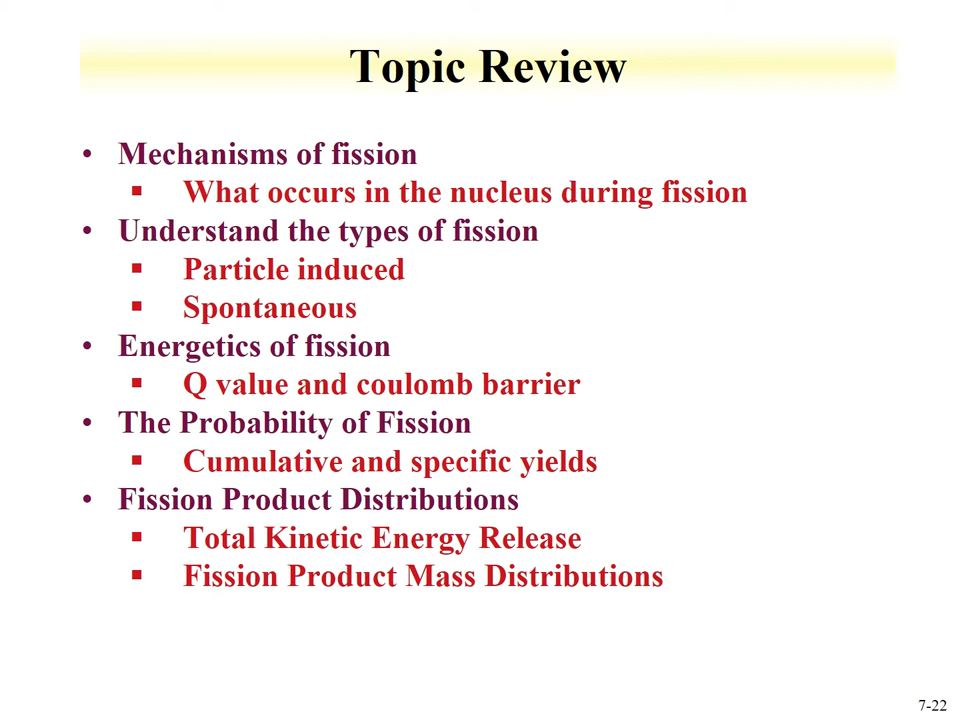 Topic Review
• Mechanisms of fission
▪ What occurs in the nucleus during fission
• Understand the types of fission
▪ Particle induced
▪ Spontaneous
• Energetics of fission
▪ Q value and coulomb barrier
• The Probability of Fission
▪ Cumulative and specific yields
• Fission Product Distributions
▪ Total Kinetic Energy Release
▪ Fission Product Mass Distributions
7-22